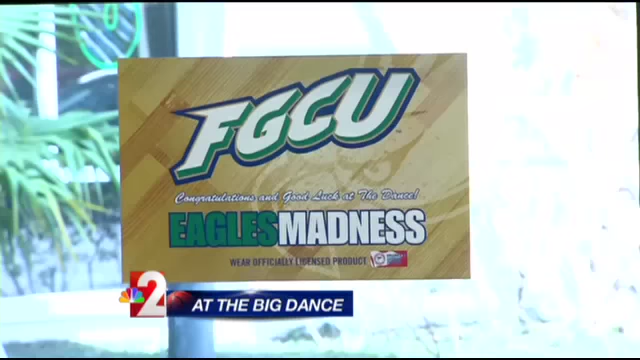 FGCU
Congratulations and Good Luck at The Dance!
EAGLESMADNESS
WEAR OFFICIALLY LICENSED PRODUCT
2 AT THE BIG DANCE